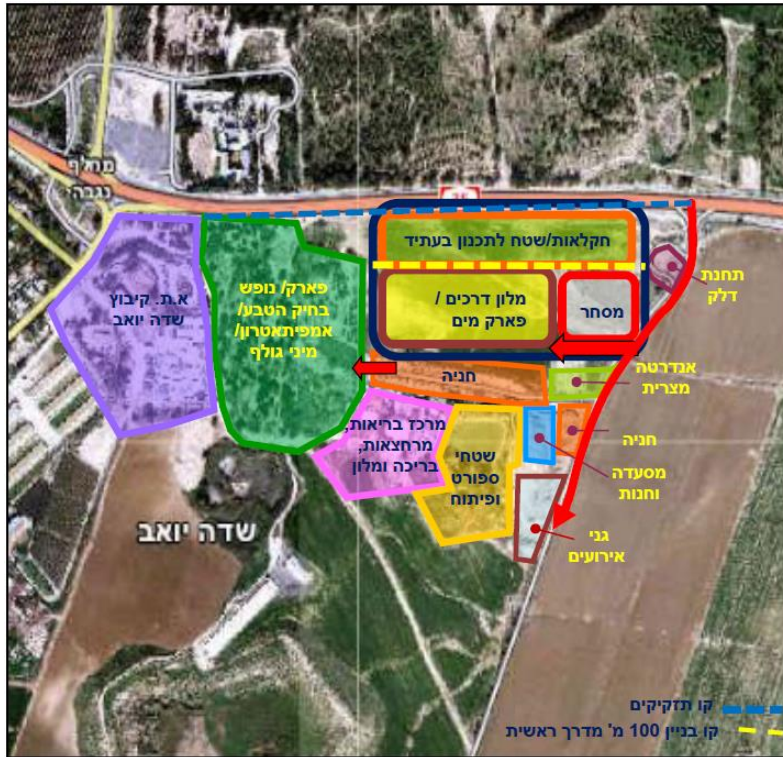 מחלף
נגבה
35
חקלאות/שטח לתכנון בעתיד
תחנת
דלק
פארק/ נופש
בחיק הטבע/
אמפיתאטרון/
מיני גולף
א.ת. קיבוץ
שדה יואב
מלון דרכים /
פארק מים
מסחר
אנדרטה
מצרית
חניה
חניה
מרכז בריאות,
מרחצאות,
בריכה ומלון
שטחי
ספורט
ופיתוח
מסעדה
וחנות
גני
אירועים
שדה יואב
קו תזקיקים
קו בניין 100 מ' מדרך ראשית